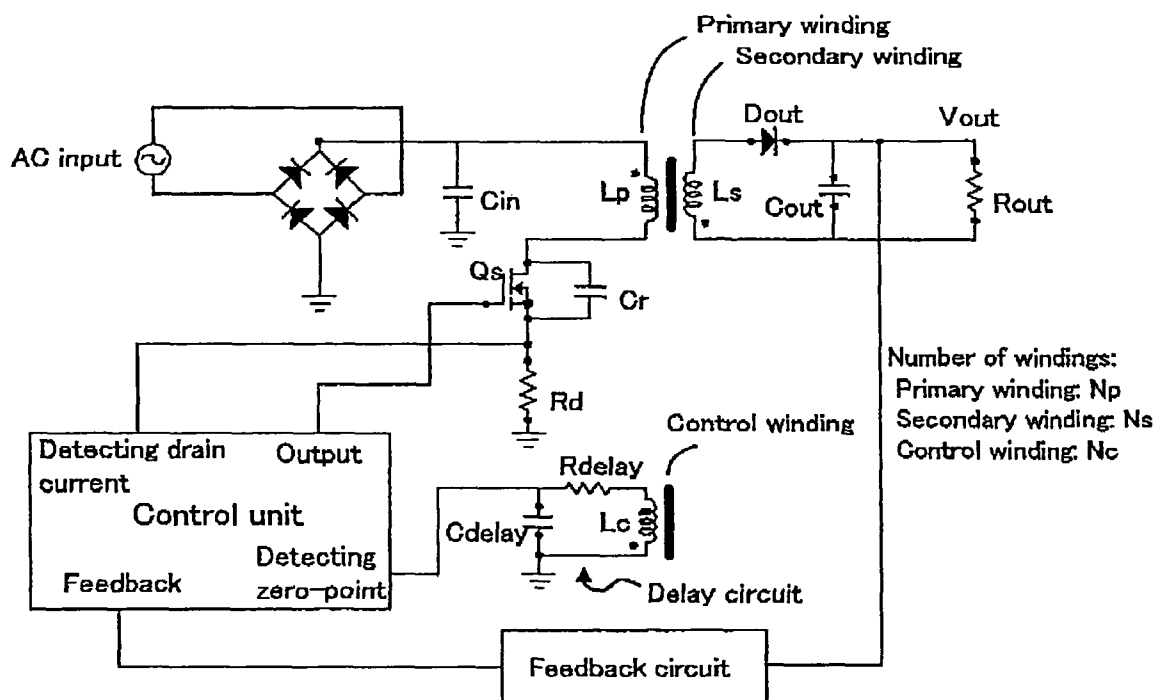 Primary winding
Secondary winding
Dout
Vout
AC input
Cin
Lp
Ls
Cout
Rout
Qs
Cr
Number of windings:
Primary winding: Np
Secondary winding: Ns
Control winding: Nc
Rd
Control winding
Detecting drain
current
Output
Rdelay
Control unit
Cdelay
Lc
Detecting
zero-point
Feedback
Delay circuit
Feedback circuit